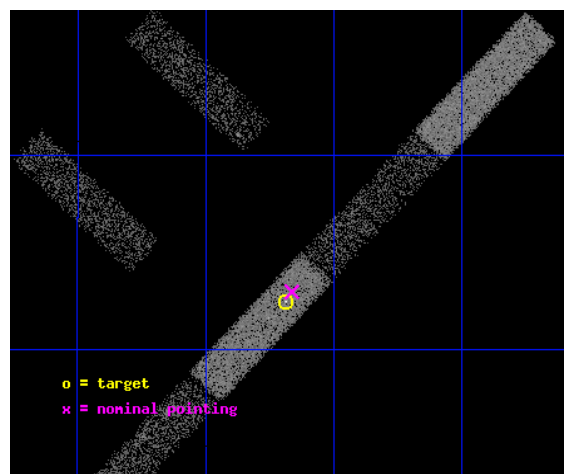 o = target
x = nominal pointing